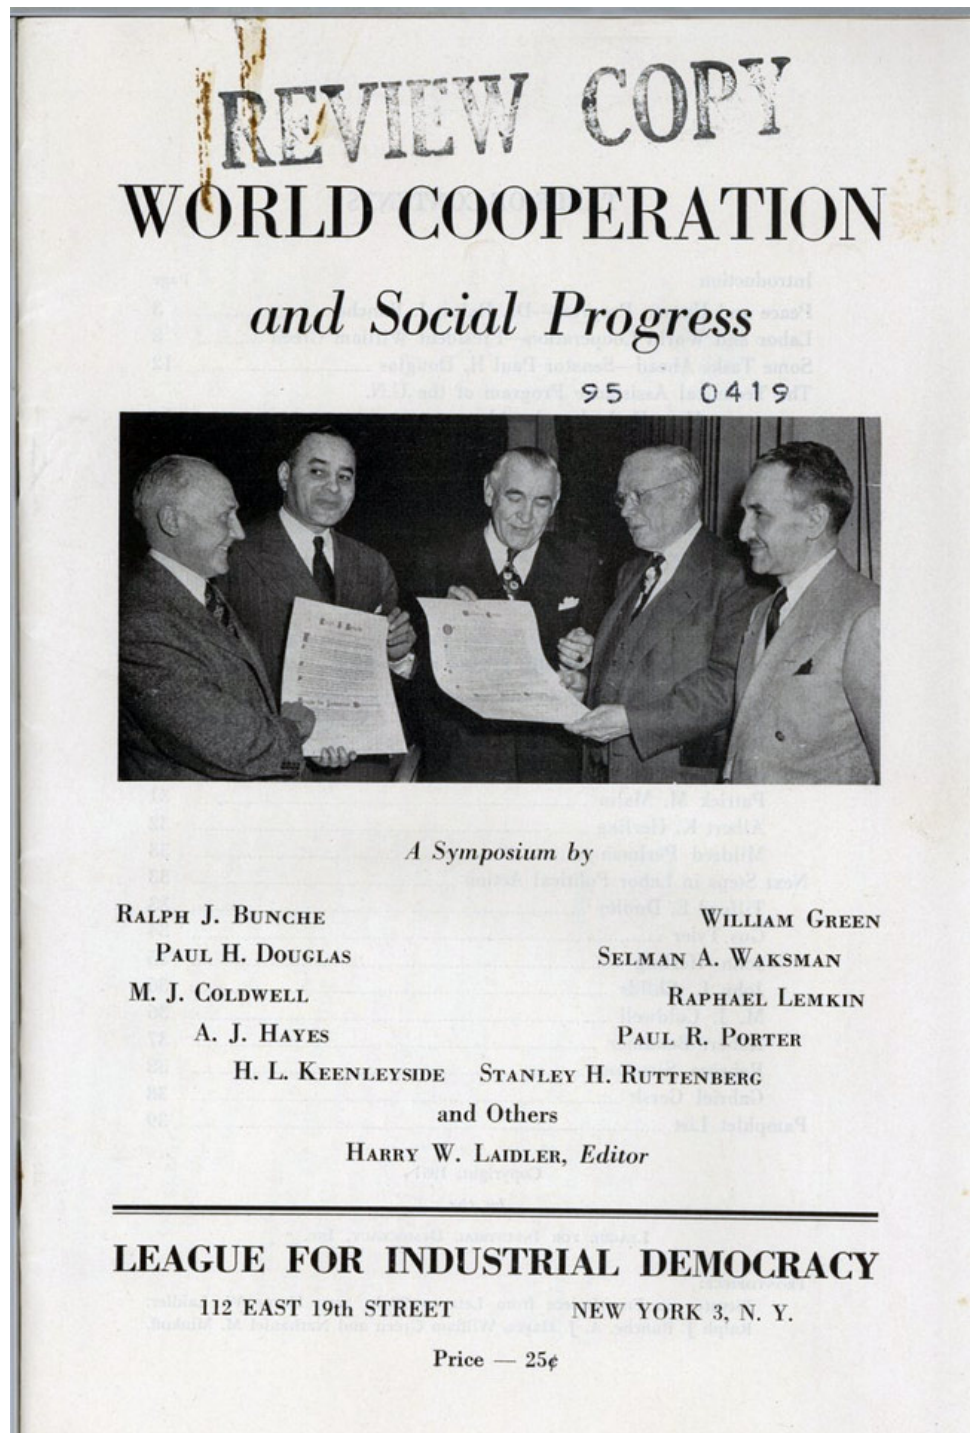 REVIEW COPY
WORLD COOPERATION
and Social Progress
95 0419
A Symposium by
RALPH J. BUNCHE WILLIAM GREEN
PAUL H. DOUGLAS SELMAN A. WAKSMAN
M. J. COLDWELL RAPHAEL LEMKIN
A. J. HAYES PAUL R. PORTER
H. L. KEENLEYSIDE STANLEY H. RUTTENBERG
and Others
HARRY W. LAIDLER, Editor
LEAGUE FOR INDUSTRIAL DEMOCRACY
112 EAST 19th STREET NEW YORK 3, N. Y.
Price — 25¢